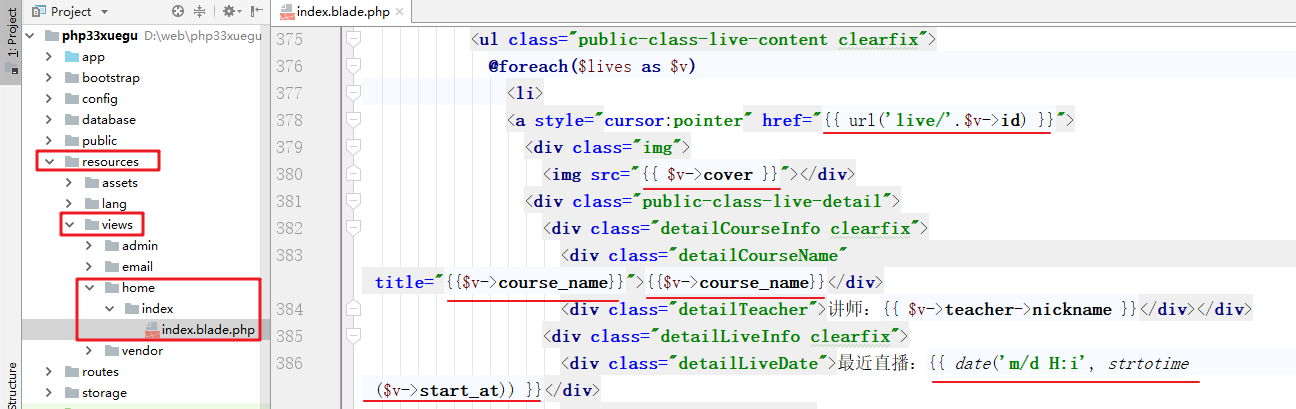 1: Project
Structure
Project
php33xuegu D:\web\php33xuegu
app
bootstrap
config
database
public
resources
assets
lang
views
admin
email
home
index
index.blade.php
vendor
routes
storage
index.blade.php
375 <ul class="public-class-live-content clearfix">
376 @foreach($lives as $v)
377 <li>
378 <a style="cursor:pointer" href="{{ url('live/'.$v->id) }}">
379 <div class="img">
380 <img src="{{ $v->cover }}"></div>
381 <div class="public-class-live-detail">
382 <div class="detailCourseInfo clearfix">
383 <div class="detailCourseName"
title="{{$v->course_name}}">{{$v->course_name}}</div>
384 <div class="detailTeacher">讲师: {{ $v->teacher->nickname }}</div></div>
385 <div class="detailLiveInfo clearfix">
386 <div class="detailLiveDate">最近直播: {{ date('m/d H:i', strtotime
($v->start_at)) }}</div>